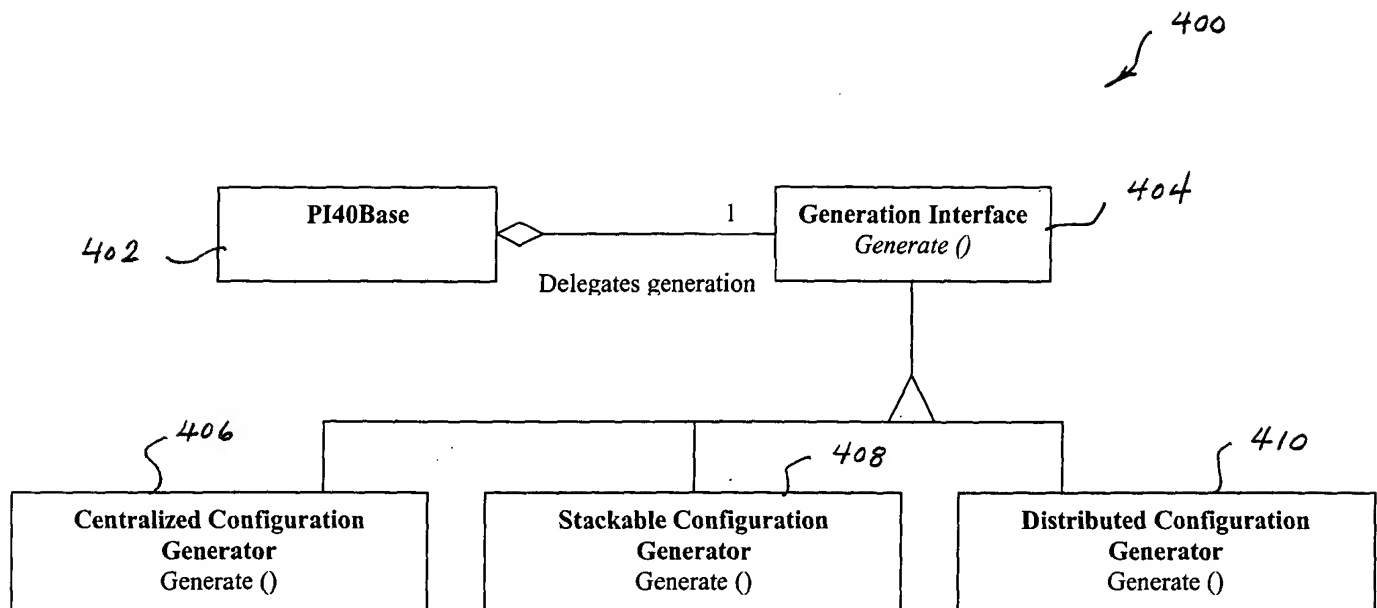 400
PI40Base
402
1
Delegates generation
Generation Interface
Generate ()
404
406
Centralized Configuration
Generator
Generate ()
408
Stackable Configuration
Generator
Generate ()
410
Distributed Configuration
Generator
Generate ()